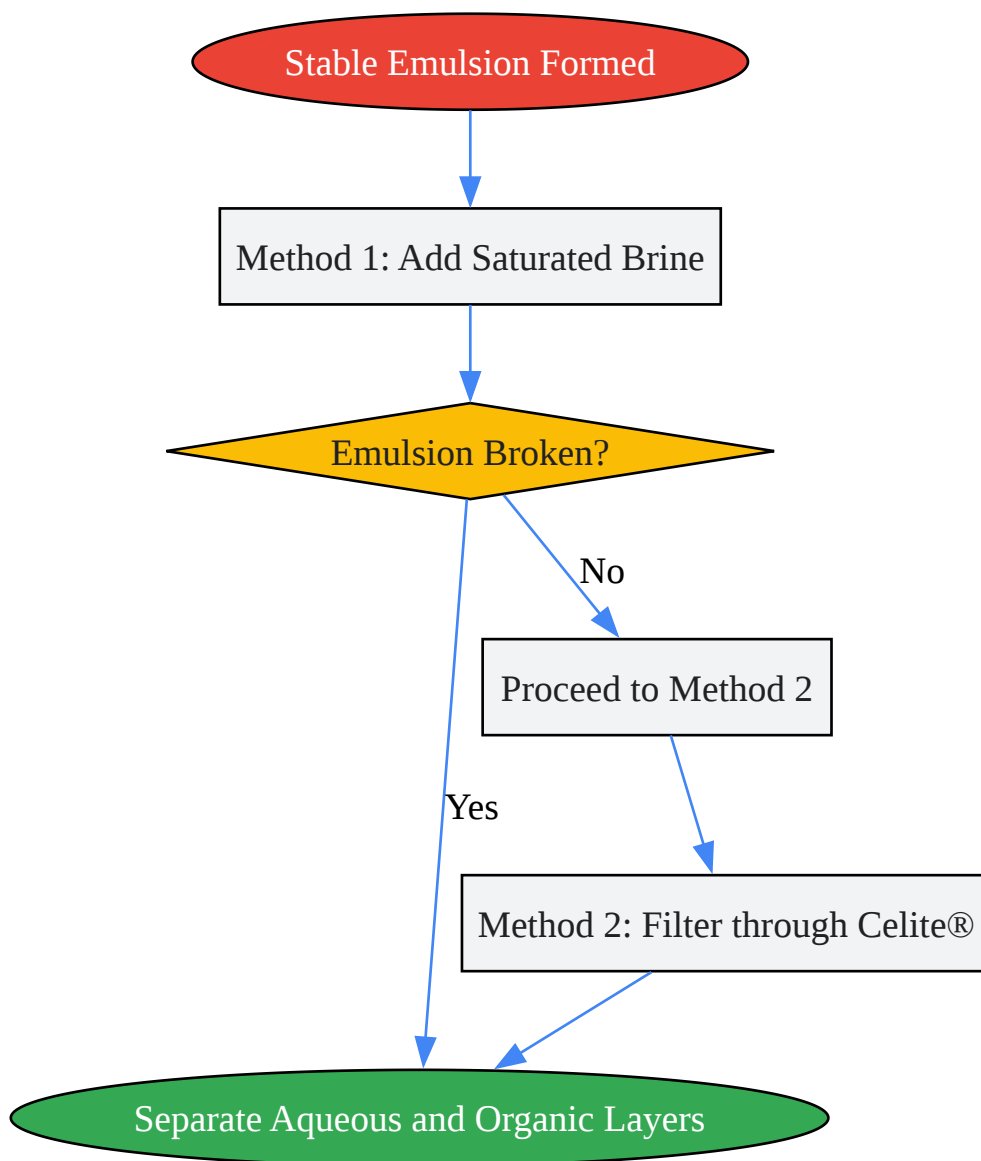 Stable Emulsion Formed
Method 1: Add Saturated Brine
Emulsion Broken?
No
Proceed to Method 2
Yes
Method 2: Filter through Celite®
Separate Aqueous and Organic Layers